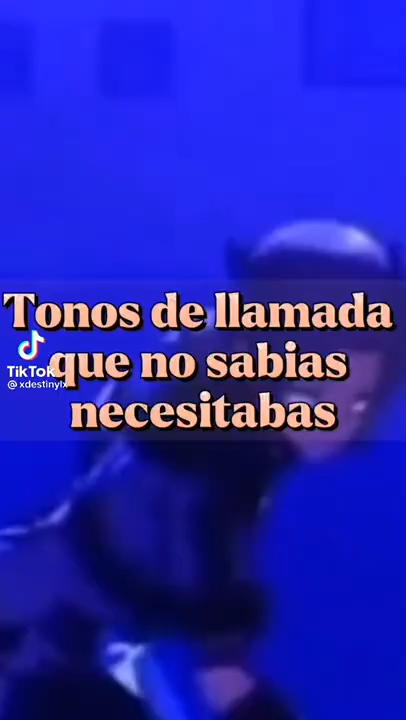 Tonos de llamada
que no sabias
necesitabas
TikTok
@ xdestinylx